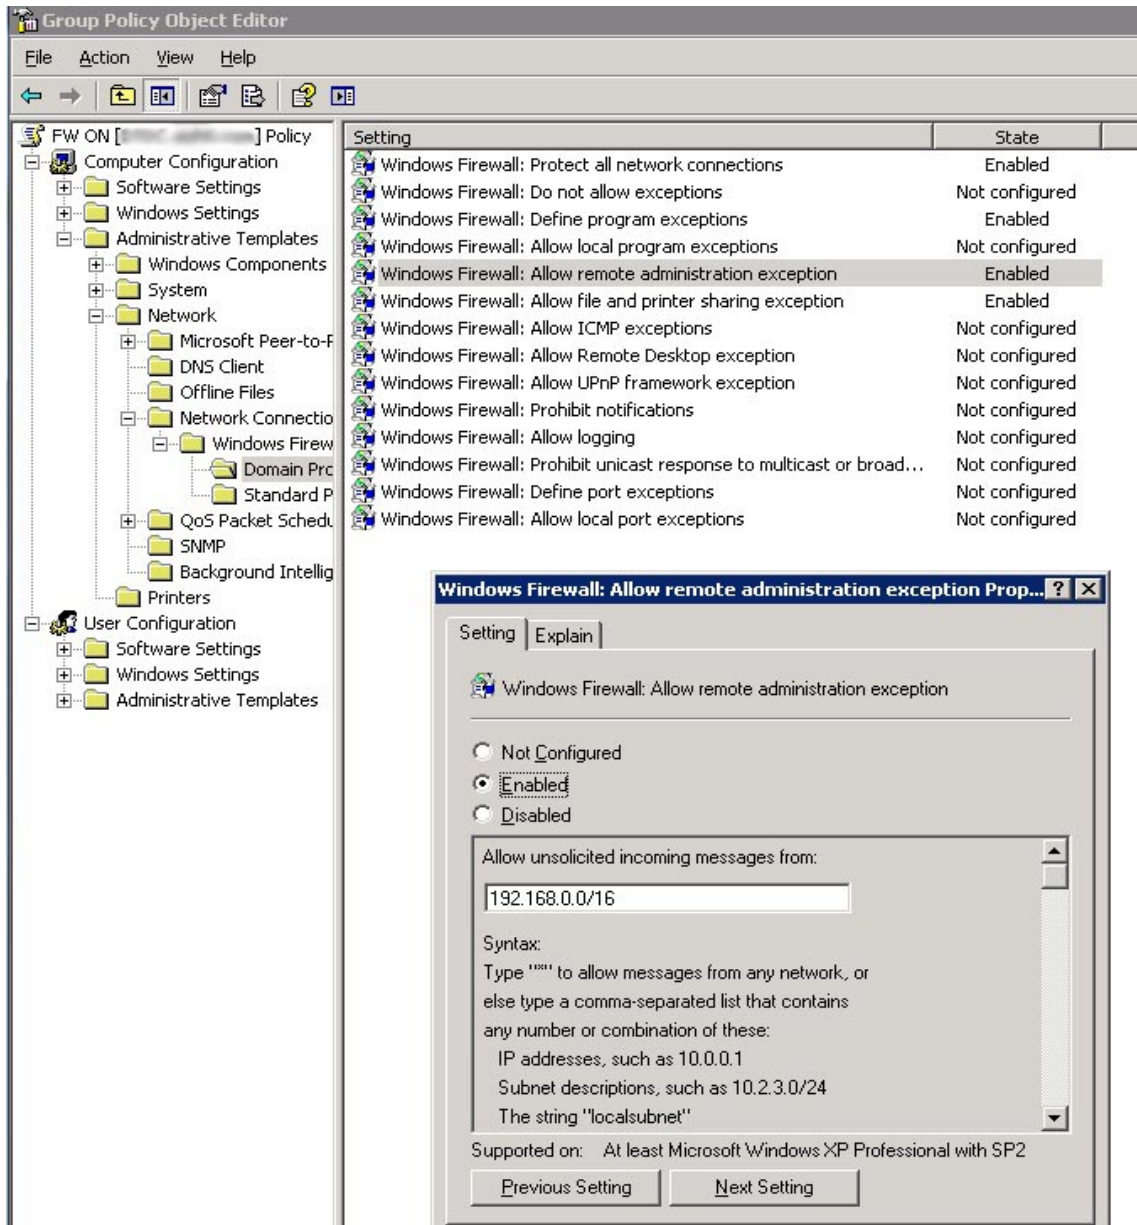 Group Policy Object Editor
File Action View Help
FW ON [ ] Policy
Computer Configuration
Software Settings
Windows Settings
Administrative Templates
Windows Components
System
Network
Microsoft Peer-to-P
DNS Client
Offline Files
Network Connectio
Windows Firew
Domain Pro
Standard P
QoS Packet Schedu
SNMP
Background Intellig
Printers
User Configuration
Software Settings
Windows Settings
Administrative Templates
Setting State
Windows Firewall: Protect all network connections Enabled
Windows Firewall: Do not allow exceptions Not configured
Windows Firewall: Define program exceptions Enabled
Windows Firewall: Allow local program exceptions Not configured
Windows Firewall: Allow remote administration exception Enabled
Windows Firewall: Allow file and printer sharing exception Enabled
Windows Firewall: Allow ICMP exceptions Not configured
Windows Firewall: Allow Remote Desktop exception Not configured
Windows Firewall: Allow UPnP framework exception Not configured
Windows Firewall: Prohibit notifications Not configured
Windows Firewall: Allow logging Not configured
Windows Firewall: Prohibit unicast response to multicast or broad... Not configured
Windows Firewall: Define port exceptions Not configured
Windows Firewall: Allow local port exceptions Not configured
Windows Firewall: Allow remote administration exception Prop...
Setting Explain
Windows Firewall: Allow remote administration exception
Not Configured
Enabled
Disabled
Allow unsolicited incoming messages from:
192.168.0.0/16
Syntax:
Type "*" to allow messages from any network, or
else type a comma-separated list that contains
any number or combination of these:
IP addresses, such as 10.0.0.1
Subnet descriptions, such as 10.2.3.0/24
The string "localsubnet"
Supported on: At least Microsoft Windows XP Professional with SP2
Previous Setting Next Setting